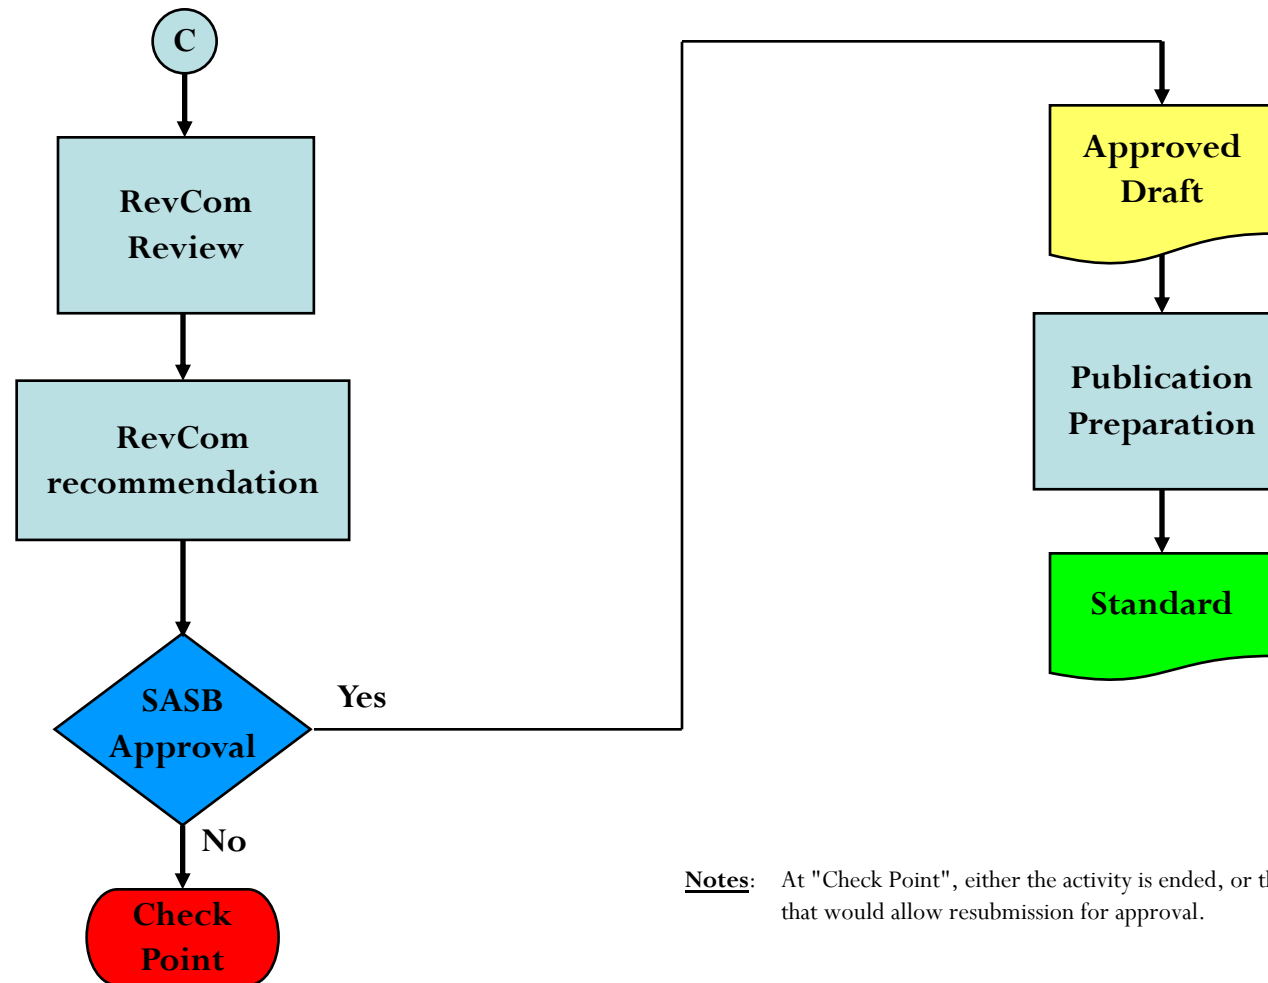 C
RevCom
Review
RevCom
recommendation
SASB
Approval
Yes
No
Check
Point
Approved
Draft
Publication
Preparation
Standard
Notes: At "Check Point", either the activity is ended, or
that would allow resubmission for approval.